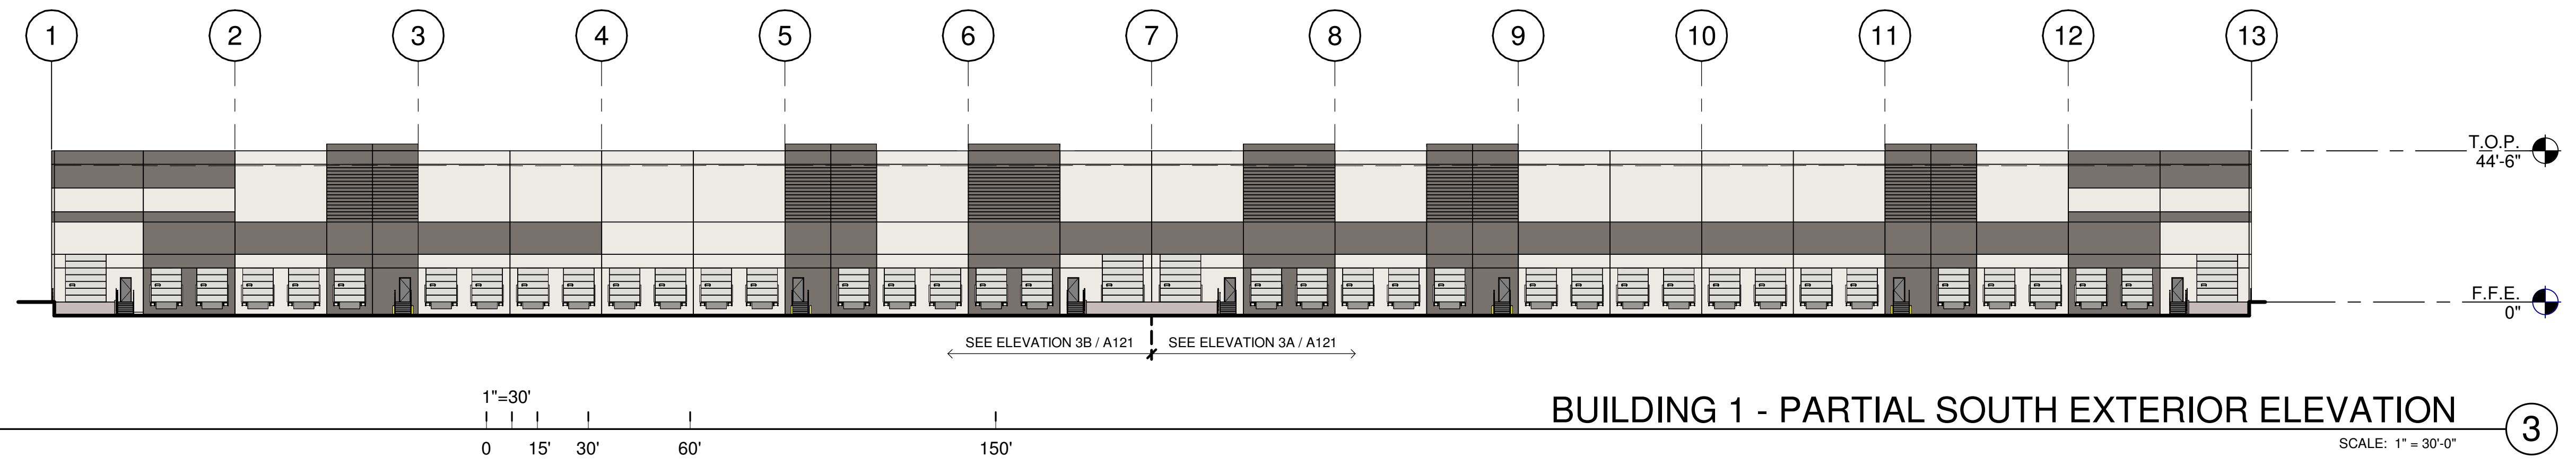 1 2 3 4 5 6 7 8 9 10 11 12 13
T.O.P.
44'-6"
F.F.E.
0"
SEE ELEVATION 3B / A121 SEE ELEVATION 3A / A121
1"=30'
0 15' 30' 60' 150'
BUILDING 1 - PARTIAL SOUTH EXTERIOR ELEVATION
3
SCALE: 1" = 30'-0"